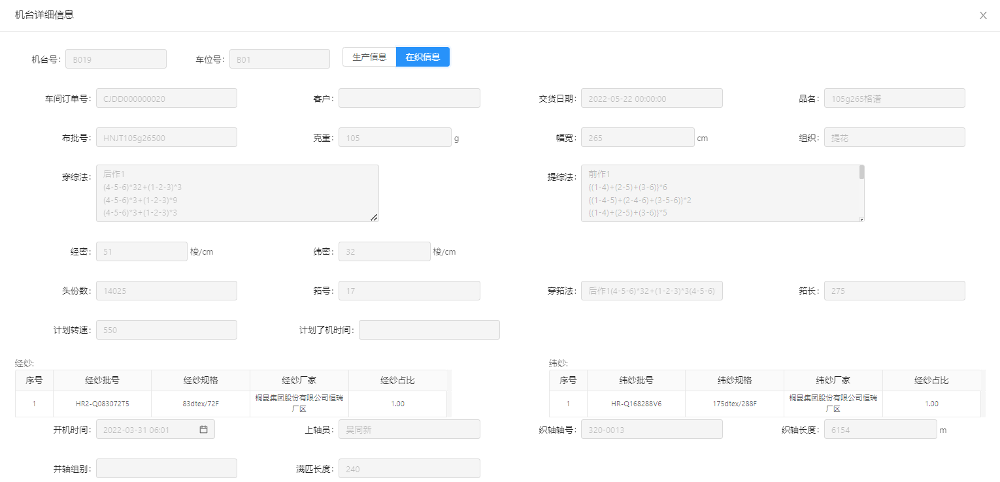 机台详细信息
机台号: B019 车位号: B01 生产信息 在织信息
车间订单号: CJDD000000020 客户: 交货日期: 2022-05-22 00:00:00 品名: 105g265格谱
布批号: HNJT105g26500 克重: 105 g 幅宽: 265 cm 组织: 提花
穿综法: 后作1
(4-5-6)*32+(1-2-3)*3
(4-5-6)*3+(1-2-3)*9
(4-5-6)*3+(1-2-3)*3
提综法: 前作1
{(1-4)+(2-5)+(3-6)}*6
{(1-4-5)+(2-4-6)+(3-5-6)}*2
{(1-4)+(2-5)+(3-6)}*5
经密: 51 梭/cm 纬密: 32 梭/cm
头份数: 14025 筘号: 17 穿筘法: 后作1(4-5-6)*32+(1-2-3)*3(4-5-6) 筘长: 275
计划转速: 550 计划了机时间:
经纱:
序号 经纱批号 经纱规格 经纱厂家 经纱占比
1 HR2-Q083072T5 83dtex/72F 桐昆集团股份有限公司恒瑞 1.00
厂区
纬纱:
序号 纬纱批号 纬纱规格 纬纱厂家 经纱占比
1 HR-Q168288V6 175dtex/288F 桐昆集团股份有限公司恒瑞 1.00
厂区
开机时间: 2022-03-31 06:01 上轴员: 吴同新 织轴轴号: 320-0013 织轴长度: 6154 m
并轴组别: 满匹长度: 240